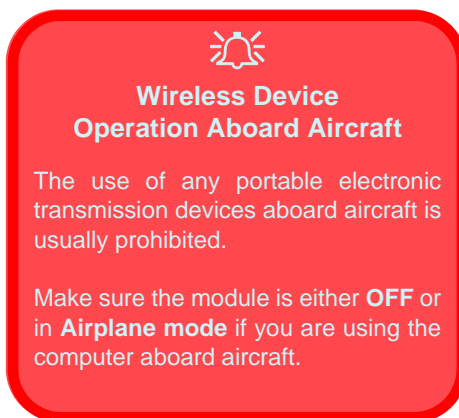 Wireless Device
Operation Aboard Aircraft
The use of any portable electronic
transmission devices aboard aircraft is
usually prohibited.
Make sure the module is either OFF or
in Airplane mode if you are using the
computer aboard aircraft.